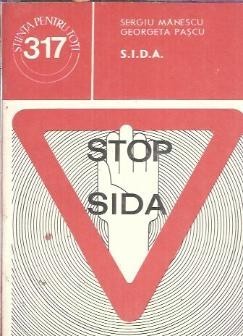 ȘTIINȚA PENTRU TOȚI
317
SERGIU MĂNESCU
GEORGETA PAȘCU
S.I.D.A.
STOP
SIDA